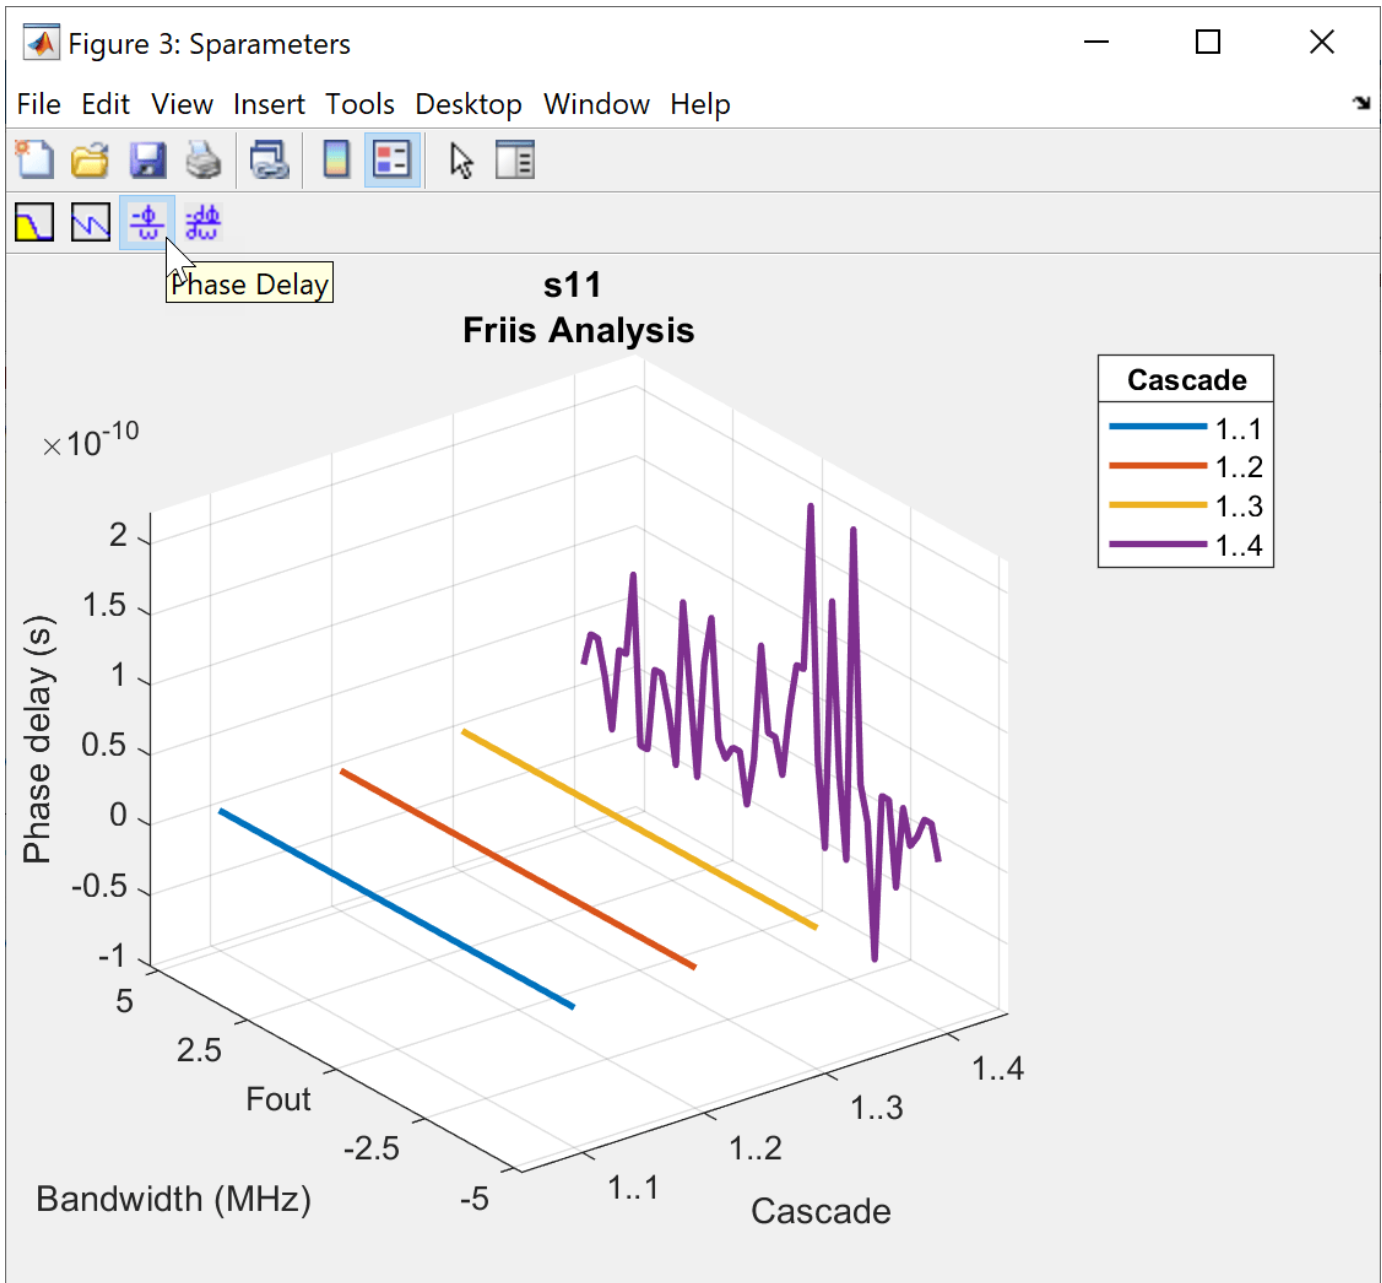 Figure 3: Sparameters
File Edit View Insert Tools Desktop Window Help
-Φ
ω
-dΦ
dω
Phase Delay
s11
Friis Analysis
×10-10
Cascade
1..1
1..2
1..3
1..4
Phase delay (s)
2
1.5
1
0.5
0
-0.5
-1
5
2.5
Fout
-2.5
-5
Bandwidth (MHz)
1..1
1..2
1..3
1..4
Cascade